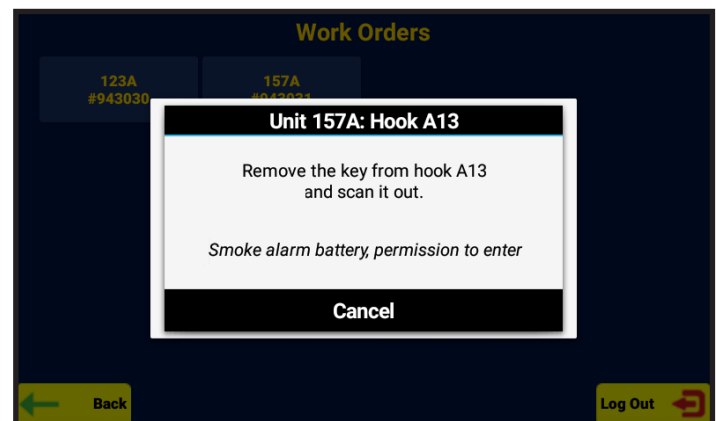 Work Orders
123A
#943030
157A
#943031
Unit 157A: Hook A13
Remove the key from hook A13
and scan it out.
Smoke alarm battery, permission to enter
Cancel
Back
Log Out